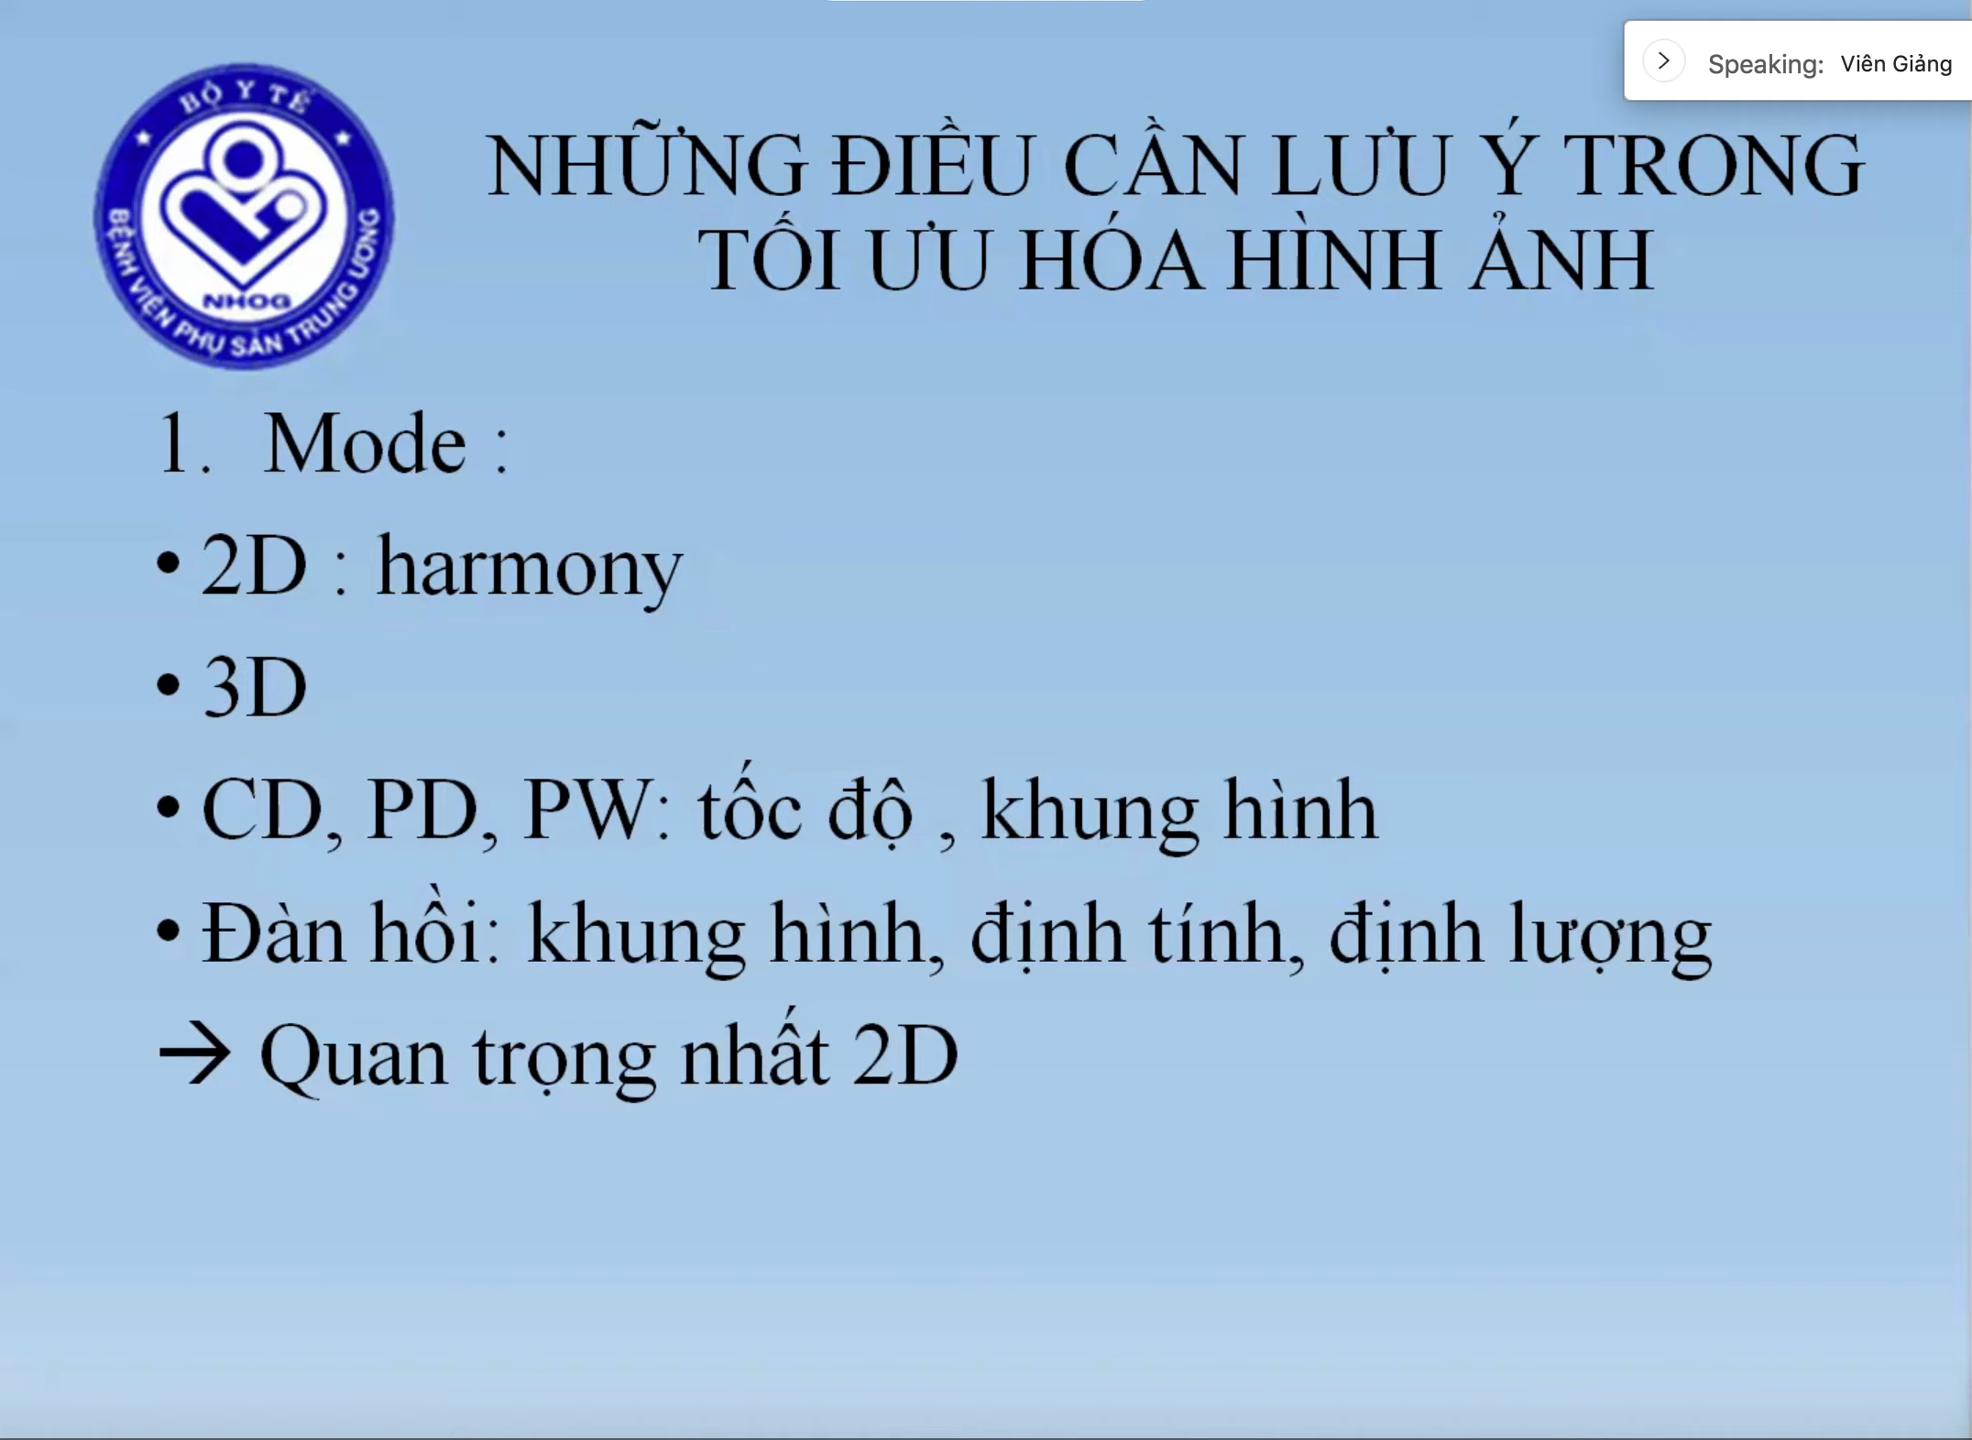 Speaking: Viên Giảng
BỘ Y TẾ
NHOG
BỆNH VIỆN PHỤ SẢN TRUNG ƯƠNG
NHỮNG ĐIỀU CẦN LƯU Ý TRONG
TỐI ƯU HÓA HÌNH ẢNH
1. Mode :
• 2D : harmony
• 3D
• CD, PD, PW: tốc độ , khung hình
• Đàn hồi: khung hình, định tính, định lượng
→ Quan trọng nhất 2D